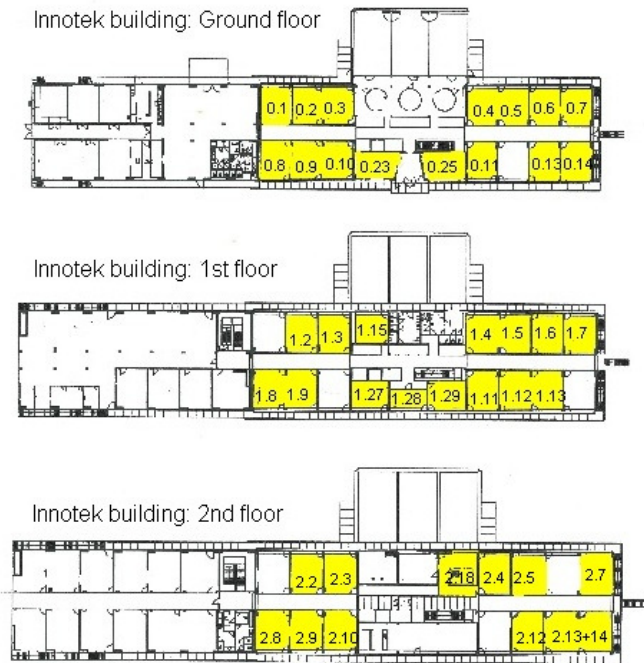 Innotek building: Ground floor
0.1 0.2 0.3 0.4 0.5 0.6 0.7
0.8 0.9 0.10 0.23 0.25 0.11 0.13 0.14
Innotek building: 1st floor
1.2 1.3 1.15 1.4 1.5 1.6 1.7
1.8 1.9 1.27 1.28 1.29 1.11 1.12 1.13
Innotek building: 2nd floor
2.2 2.3 2.18 2.4 2.5 2.7
2.8 2.9 2.10 2.12 2.13+14